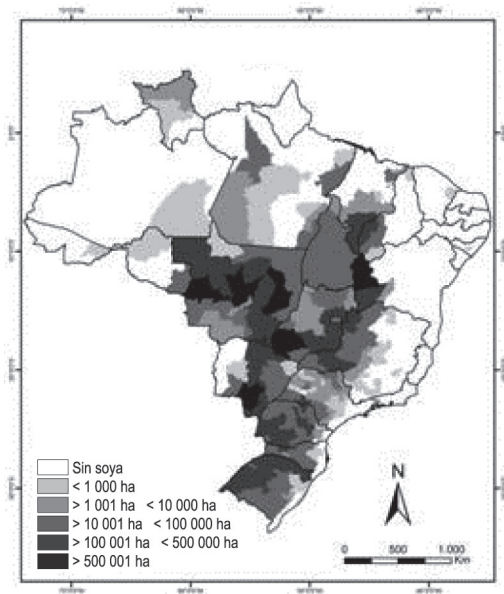 Sin soya
< 1 000 ha
> 1 001 ha < 10 000 ha
> 10 001 ha < 100 000 ha
> 100 001 ha < 500 000 ha
> 500 001 ha
N
0 500 1.000
Km